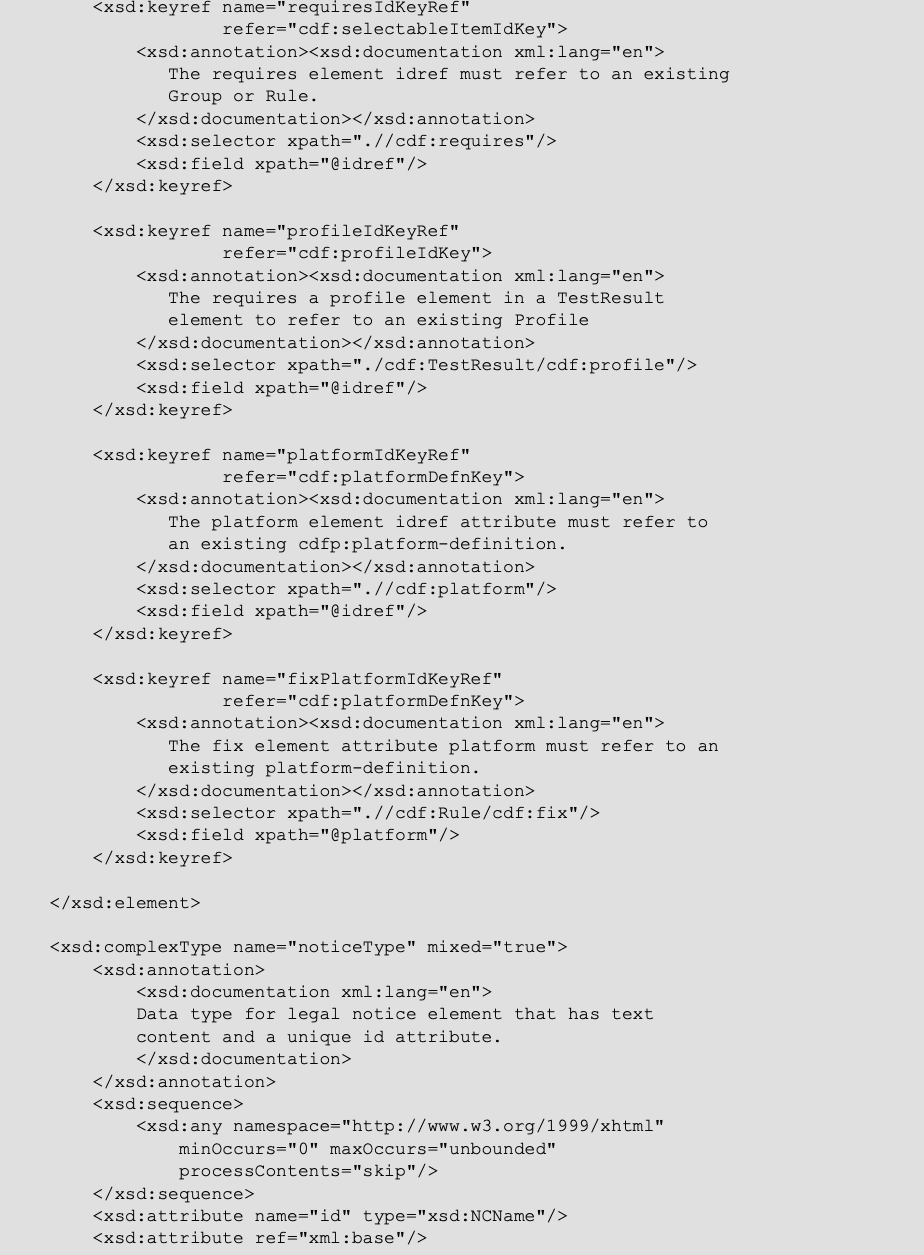 <xsd:keyref name="requiresIdKeyRef"
            refer="cdf:selectableItemIdKey">
    <xsd:annotation><xsd:documentation xml:lang="en">
       The requires element idref must refer to an existing
       Group or Rule.
    </xsd:documentation></xsd:annotation>
    <xsd:selector xpath=".//cdf:requires"/>
    <xsd:field xpath="@idref"/>
</xsd:keyref>

<xsd:keyref name="profileIdKeyRef"
            refer="cdf:profileIdKey">
    <xsd:annotation><xsd:documentation xml:lang="en">
       The requires a profile element in a TestResult
       element to refer to an existing Profile
    </xsd:documentation></xsd:annotation>
    <xsd:selector xpath="./cdf:TestResult/cdf:profile"/>
    <xsd:field xpath="@idref"/>
</xsd:keyref>

<xsd:keyref name="platformIdKeyRef"
            refer="cdf:platformDefnKey">
    <xsd:annotation><xsd:documentation xml:lang="en">
       The platform element idref attribute must refer to
       an existing cdfp:platform-definition.
    </xsd:documentation></xsd:annotation>
    <xsd:selector xpath=".//cdf:platform"/>
    <xsd:field xpath="@idref"/>
</xsd:keyref>

<xsd:keyref name="fixPlatformIdKeyRef"
            refer="cdf:platformDefnKey">
    <xsd:annotation><xsd:documentation xml:lang="en">
       The fix element attribute platform must refer to an
       existing platform-definition.
    </xsd:documentation></xsd:annotation>
    <xsd:selector xpath=".//cdf:Rule/cdf:fix"/>
    <xsd:field xpath="@platform"/>
</xsd:keyref>

</xsd:element>

<xsd:complexType name="noticeType" mixed="true">
    <xsd:annotation>
        <xsd:documentation xml:lang="en">
        Data type for legal notice element that has text
        content and a unique id attribute.
        </xsd:documentation>
    </xsd:annotation>
    <xsd:sequence>
        <xsd:any namespace="http://www.w3.org/1999/xhtml"
            minOccurs="0" maxOccurs="unbounded"
            processContents="skip"/>
    </xsd:sequence>
    <xsd:attribute name="id" type="xsd:NCName"/>
    <xsd:attribute ref="xml:base"/>